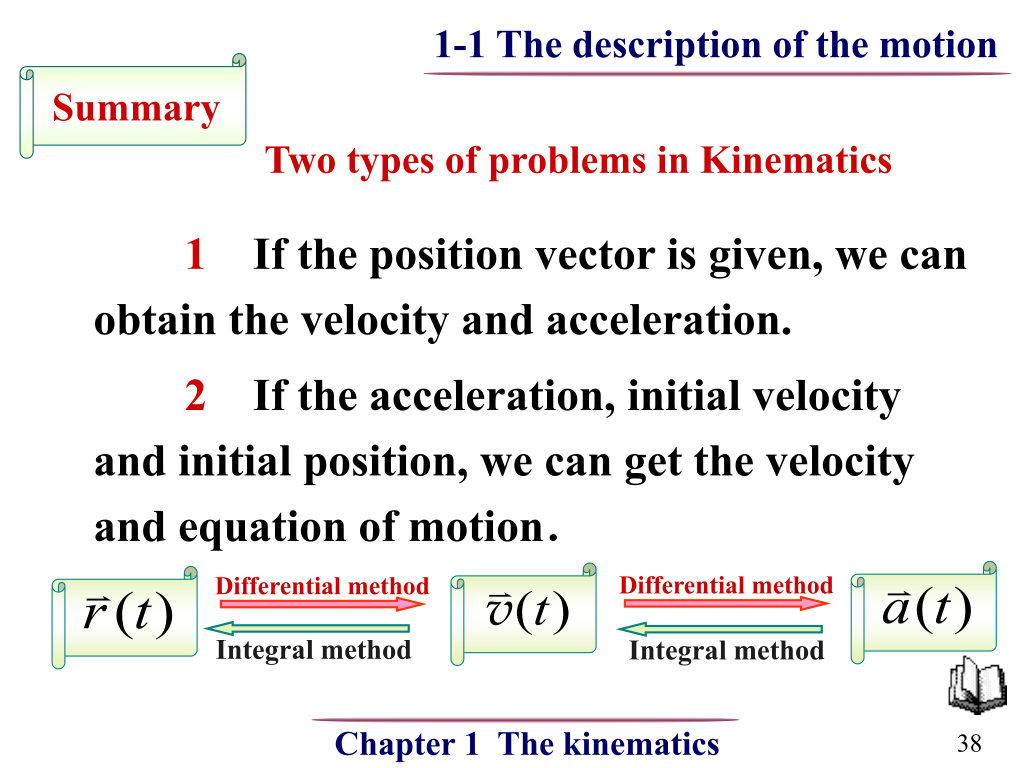 1-1 The description of the motion
Summary
Two types of problems in Kinematics
1 If the position vector is given, we can
obtain the velocity and acceleration.
2 If the acceleration, initial velocity
and initial position, we can get the velocity
and equation of motion.
Differential method
Differential method
r⃗(t)
v⃗(t)
a⃗(t)
Integral method
Integral method
Chapter 1 The kinematics
38